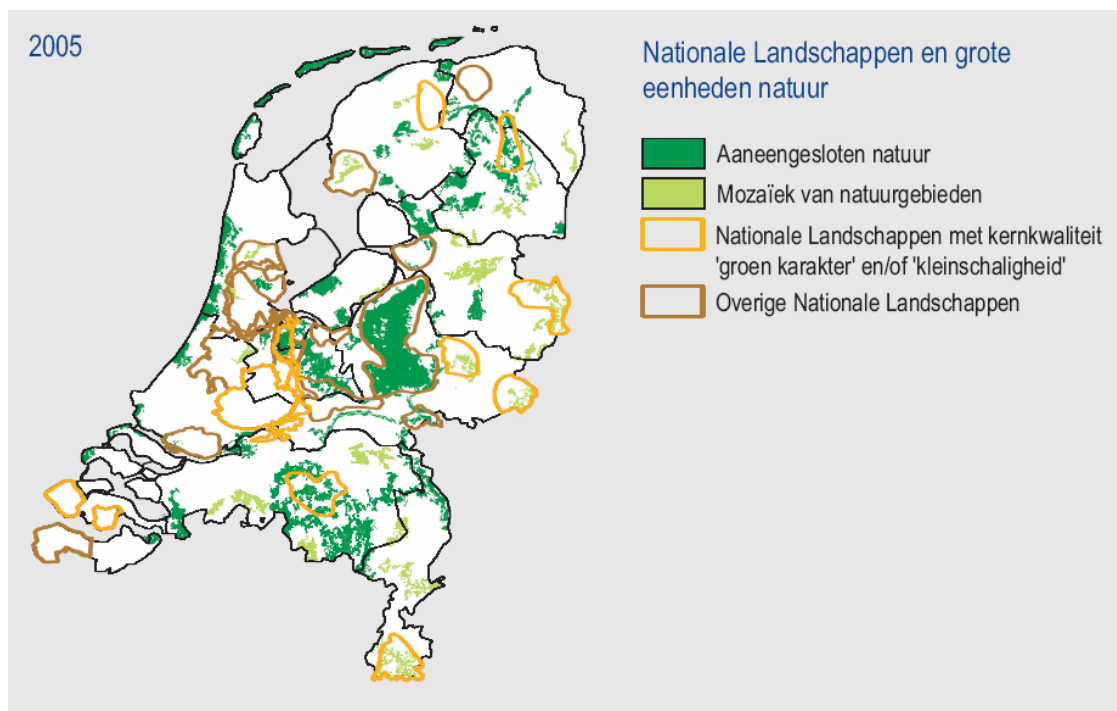 2005
Nationale Landschappen en grote
eenheden natuur
Aaneengesloten natuur
Mozaïek van natuurgebieden
Nationale Landschappen met kernkwaliteit
'groen karakter' en/of 'kleinschaligheid'
Overige Nationale Landschappen